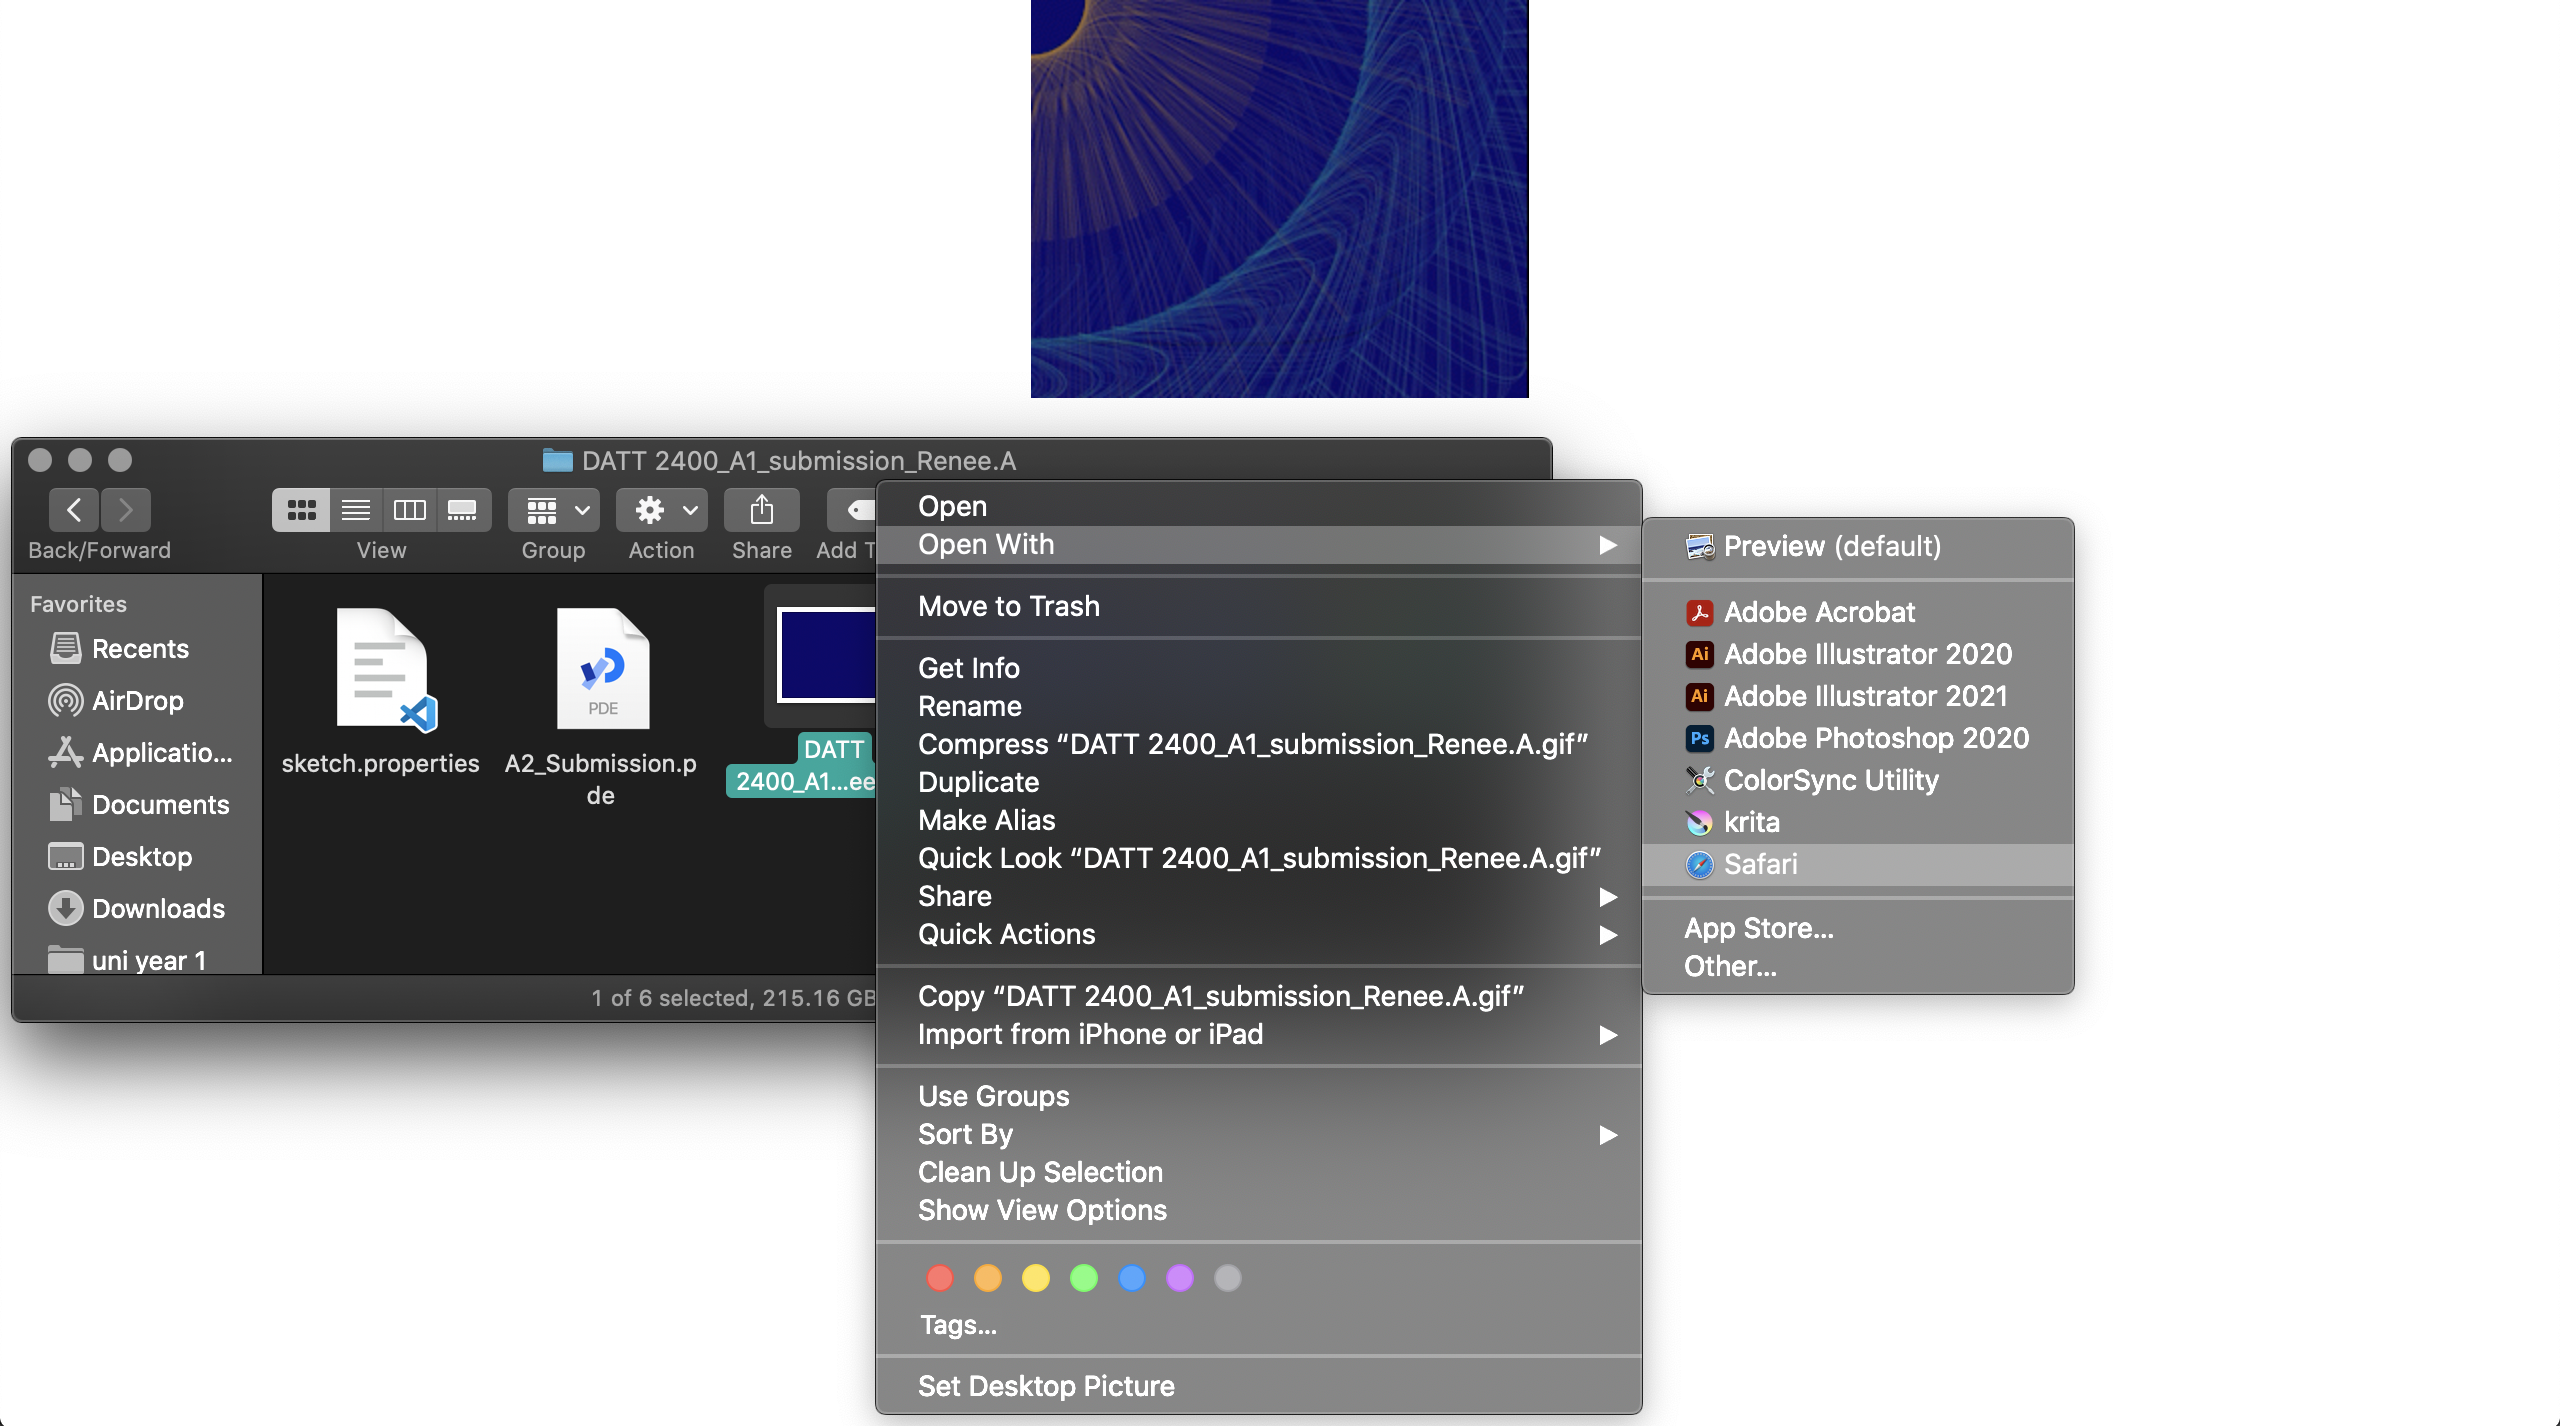 DATT 2400_A1_submission_Renee.A
Back/Forward
View
Group
Action
Share
Add T
Favorites
Recents
AirDrop
Applicatio...
Documents
Desktop
Downloads
uni year 1
PDE
sketch.properties
A2_Submission.p
de
DATT
2400_A1...ee
1 of 6 selected, 215.16 GB
Open
Open With
Move to Trash
Get Info
Rename
Compress “DATT 2400_A1_submission_Renee.A.gif”
Duplicate
Make Alias
Quick Look “DATT 2400_A1_submission_Renee.A.gif”
Share
Quick Actions
Copy “DATT 2400_A1_submission_Renee.A.gif”
Import from iPhone or iPad
Use Groups
Sort By
Clean Up Selection
Show View Options
Tags...
Set Desktop Picture
Preview (default)
Adobe Acrobat
Ai Adobe Illustrator 2020
Ai Adobe Illustrator 2021
Ps Adobe Photoshop 2020
ColorSync Utility
krita
Safari
App Store...
Other...